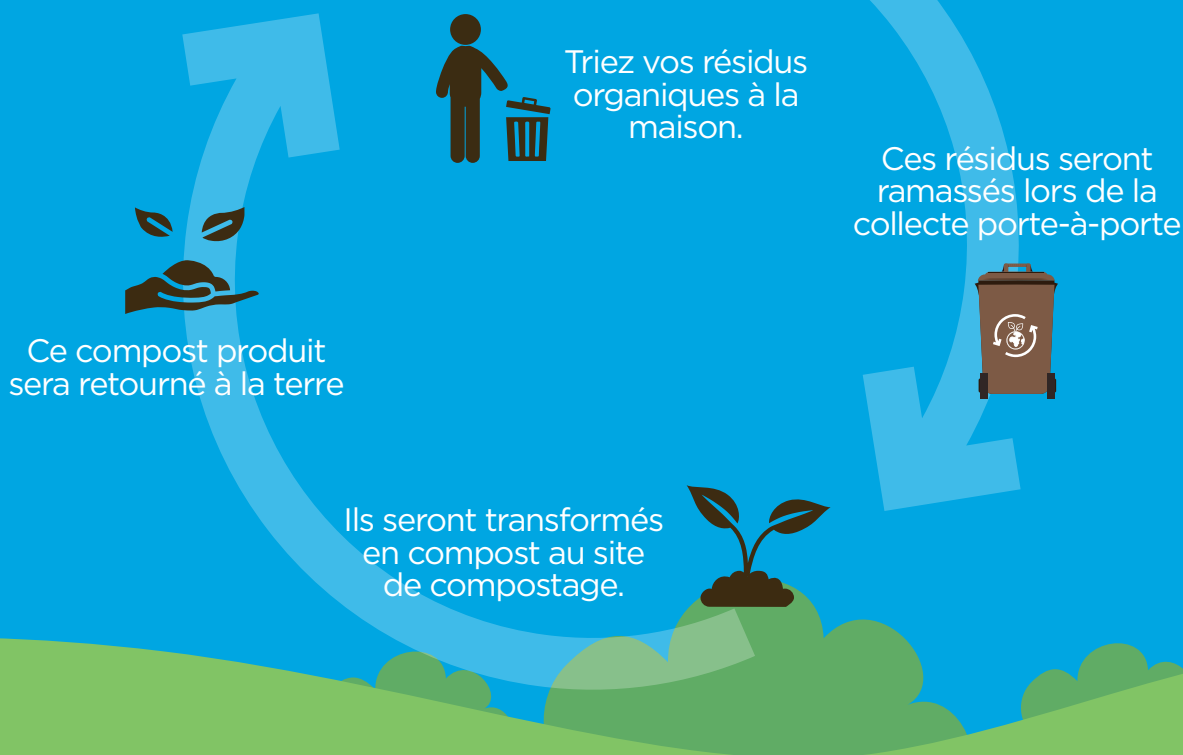 Triez vos résidus
organiques à la
maison.
Ces résidus seront
ramassés lors de la
collecte porte-à-porte
Ils seront transformés
en compost au site
de compostage.
Ce compost produit
sera retourné à la terre